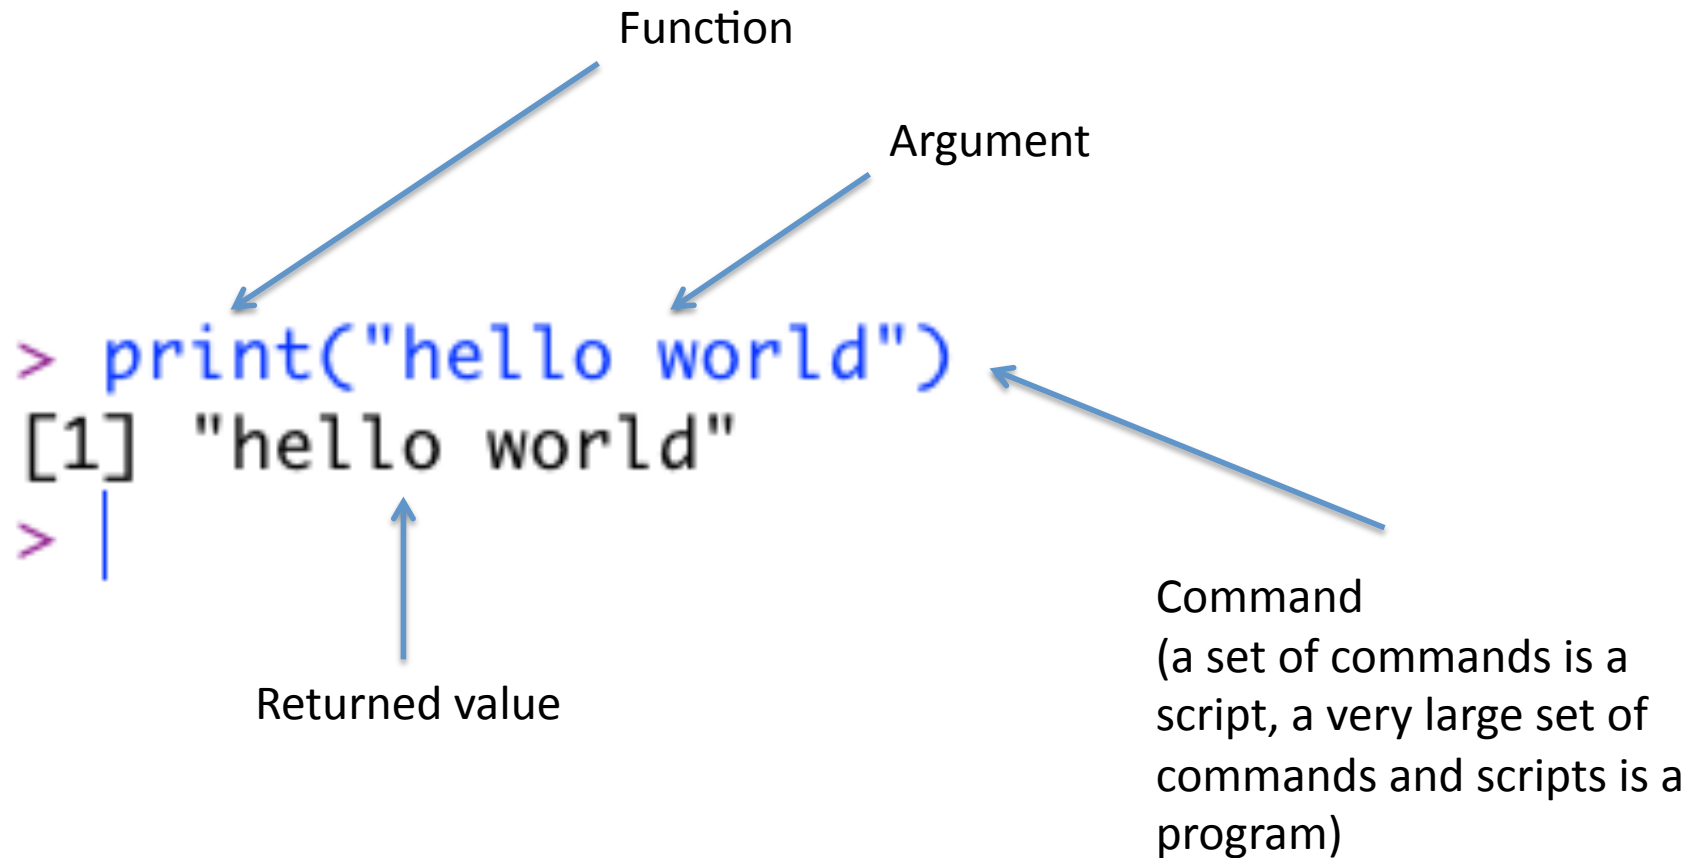 Function
Argument
> print("hello world")
[1] "hello world"
>
Returned value
Command
(a set of commands is a
script, a very large set of
commands and scripts is a
program)